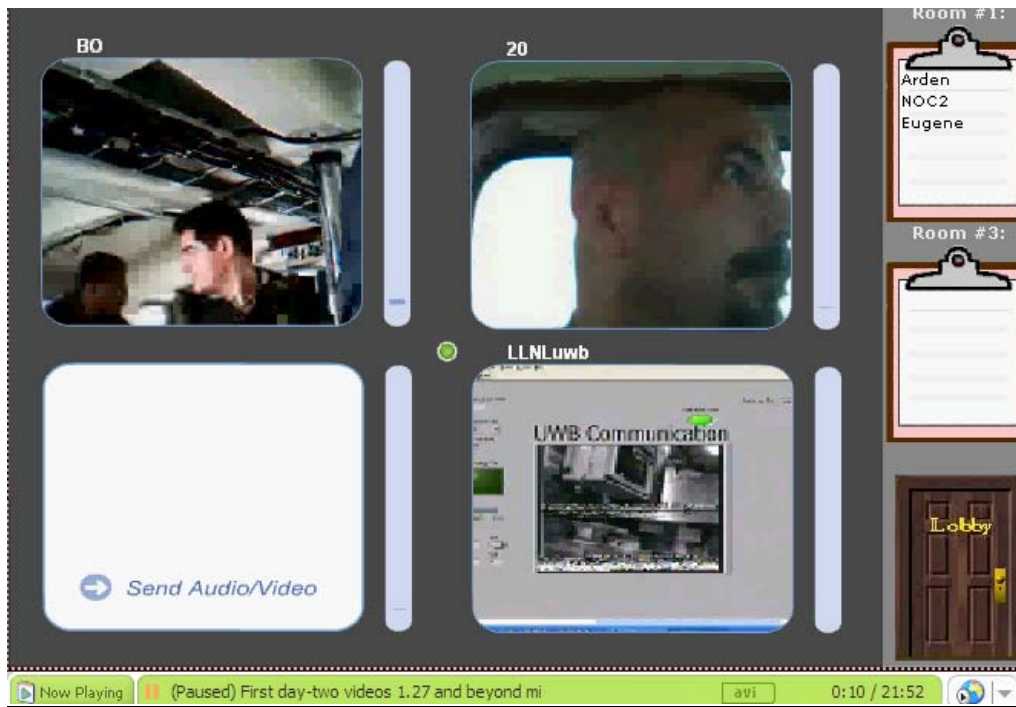 Room #1:
BO
20
Arden
NOC2
Eugene
Room #3:
LLNLuwb
UWB Communication
Lobby
Send Audio/Video
Now Playing
(Paused) First day-two videos 1.27 and beyond mi
avi
0:10 / 21:52